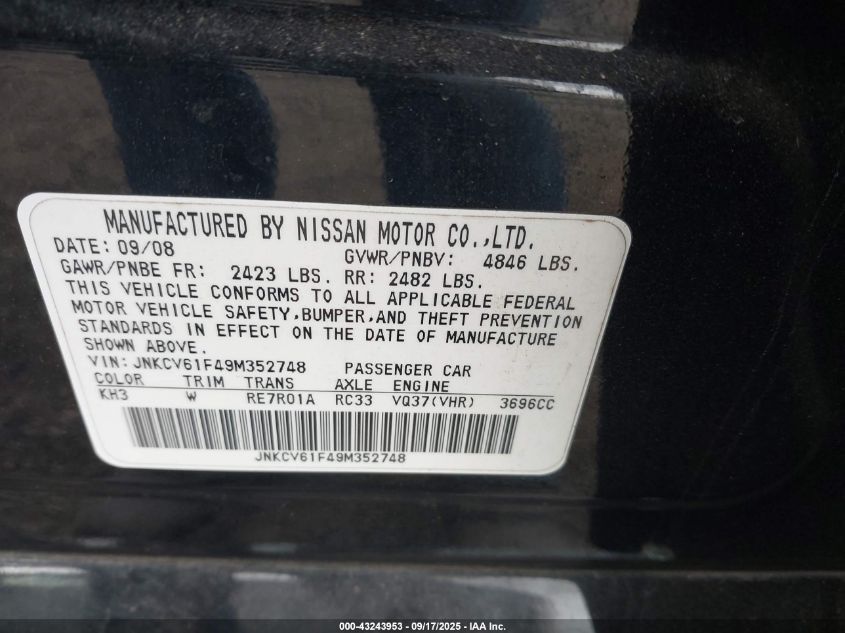 MANUFACTURED BY NISSAN MOTOR CO.,LTD.
DATE: 09/08 GVWR/PNBV: 4846 LBS.
GAWR/PNBE FR: 2423 LBS. RR: 2482 LBS.
THIS VEHICLE CONFORMS TO ALL APPLICABLE FEDERAL
MOTOR VEHICLE SAFETY,BUMPER,AND THEFT PREVENTION
STANDARDS IN EFFECT ON THE DATE OF MANUFACTURE
SHOWN ABOVE.
VIN: JNKCV61F49M352748 PASSENGER CAR
COLOR TRIM TRANS AXLE ENGINE
KH3 W RE7R01A RC33 VQ37(VHR) 3696CC
JNKCV61F49M352748
000-43243953 - 09/17/2025 - IAA Inc.